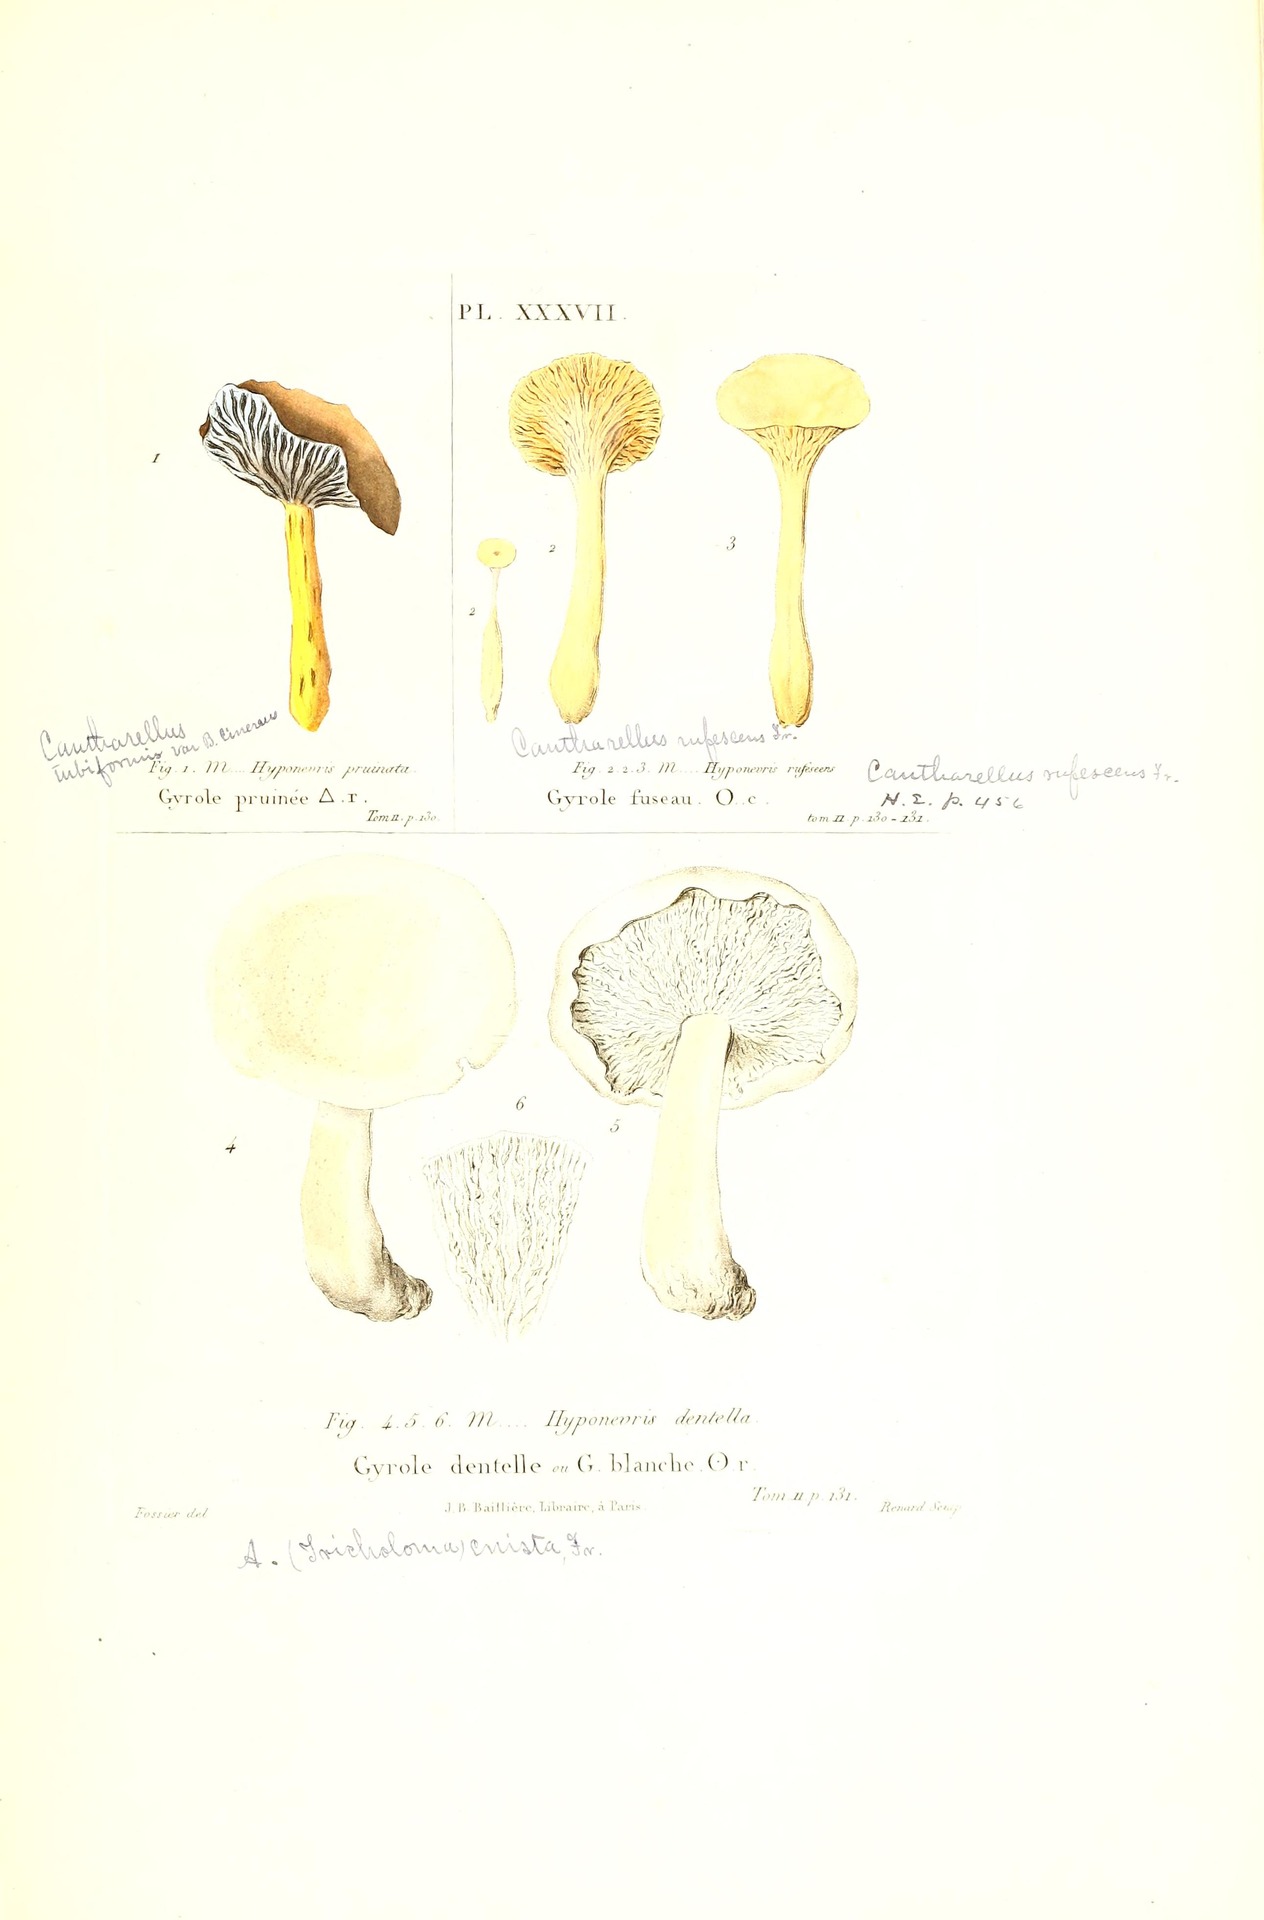 PL. XXXVII.
1
2
2
3
Cantharellus
tubiformis var B. cinereus
Fig. 1. M.... Hyponevris pruinata.
Gyrole pruinée Δ.r.
Tom II. p. 130.
Cantharellus rufescens Fr.
Fig. 2.2.3. M.... Hyponevris rufescens
Gyrole fuseau. O..c.
tom II. p. 130-131.
Cantharellus rufescens Fr.
H. E. p. 456
4
6
5
Fig. 4.5.6. M.... Hyponevris dentella.
Gyrole dentelle ou G. blanche. ʘ r.
Tom. II p. 131.
Fossier del
J. B. Baillière, Libraire, à Paris.
Renard Sculp
A. (Tricholoma) cnista, Fr.